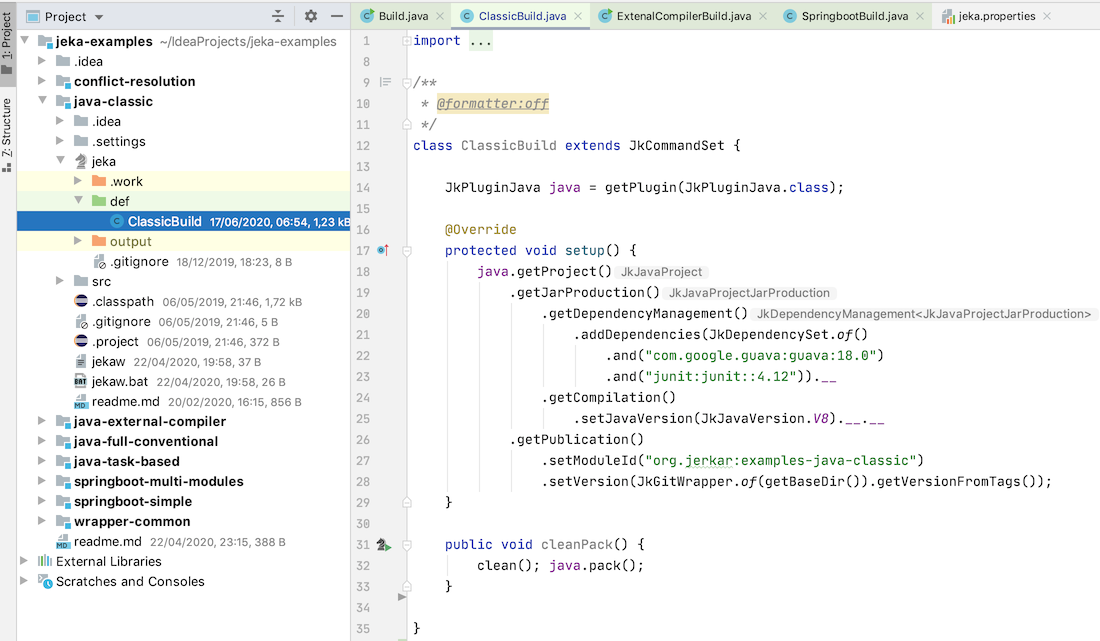 Project
Build.java
ClassicBuild.java
ExtenalCompilerBuild.java
SpringbootBuild.java
jeka.properties
1: Project
7: Structure
jeka-examples ~/IdeaProjects/jeka-examples
.idea
conflict-resolution
java-classic
.idea
.settings
jeka
.work
def
ClassicBuild 17/06/2020, 06:54, 1,23 kB
output
.gitignore 18/12/2019, 18:23, 8 B
src
.classpath 06/05/2019, 21:46, 1,72 kB
.gitignore 06/05/2019, 21:46, 5 B
.project 06/05/2019, 21:46, 372 B
jekaw 22/04/2020, 19:58, 37 B
jekaw.bat 22/04/2020, 19:58, 26 B
readme.md 20/02/2020, 16:15, 856 B
java-external-compiler
java-full-conventional
java-task-based
springboot-multi-modules
springboot-simple
wrapper-common
readme.md 22/04/2020, 23:15, 388 B
External Libraries
Scratches and Consoles
1 import ...
8
9 /**
10 * @formatter:off
11 */
12 class ClassicBuild extends JkCommandSet {
13
14 JkPluginJava java = getPlugin(JkPluginJava.class);
15
16 @Override
17 protected void setup() {
18 java.getProject() JkJavaProject
19 .getJarProduction() JkJavaProjectJarProduction
20 .getDependencyManagement() JkDependencyManagement<JkJavaProjectJarProduction>
21 .addDependencies(JkDependencySet.of()
22 .and("com.google.guava:guava:18.0")
23 .and("junit:junit::4.12")).__
24 .getCompilation()
25 .setJavaVersion(JkJavaVersion.V8).__.__
26 .getPublication()
27 .setModuleId("org.jerkar:examples-java-classic")
28 .setVersion(JkGitWrapper.of(getBaseDir()).getVersionFromTags());
29 }
30
31 public void cleanPack() {
32 clean(); java.pack();
33 }
34
35 }